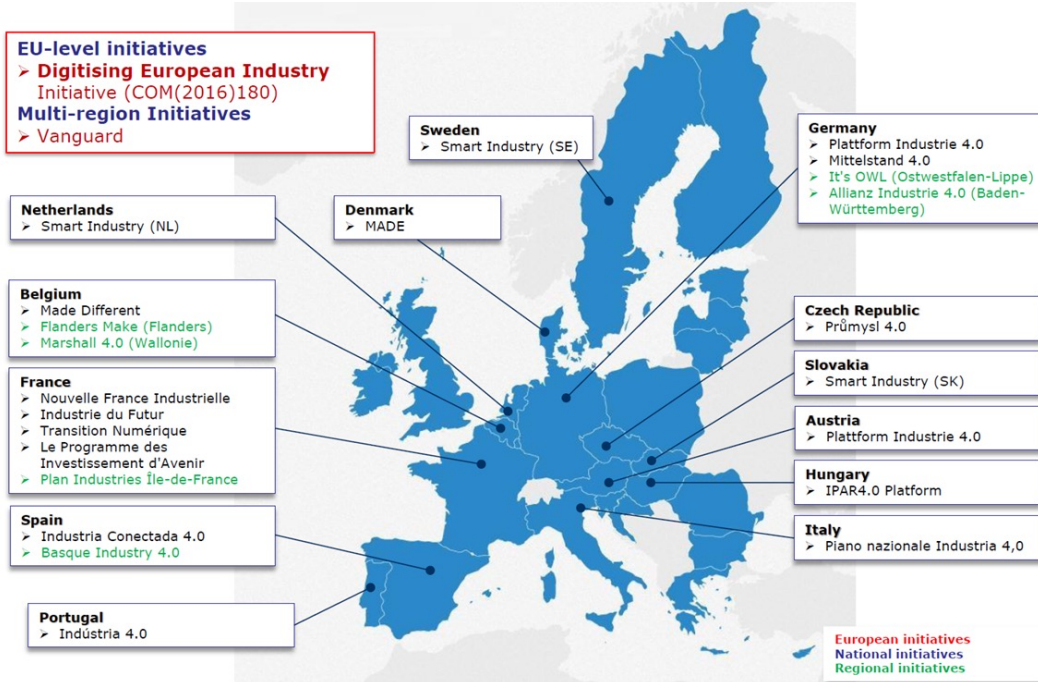 EU-level initiatives
➢ Digitising European Industry
Initiative (COM(2016)180)
Multi-region Initiatives
➢ Vanguard
Sweden
➢ Smart Industry (SE)
Germany
➢ Plattform Industrie 4.0
➢ Mittelstand 4.0
➢ It's OWL (Ostwestfalen-Lippe)
➢ Allianz Industrie 4.0 (Baden-
Württemberg)
Netherlands
➢ Smart Industry (NL)
Denmark
➢ MADE
Belgium
➢ Made Different
➢ Flanders Make (Flanders)
➢ Marshall 4.0 (Wallonie)
Czech Republic
➢ Průmysl 4.0
Slovakia
➢ Smart Industry (SK)
France
➢ Nouvelle France Industrielle
➢ Industrie du Futur
➢ Transition Numérique
➢ Le Programme des
Investissement d'Avenir
➢ Plan Industries Île-de-France
Austria
➢ Plattform Industrie 4.0
Hungary
➢ IPAR4.0 Platform
Spain
➢ Industria Conectada 4.0
➢ Basque Industry 4.0
Italy
➢ Piano nazionale Industria 4,0
Portugal
➢ Indústria 4.0
European initiatives
National initiatives
Regional initiatives